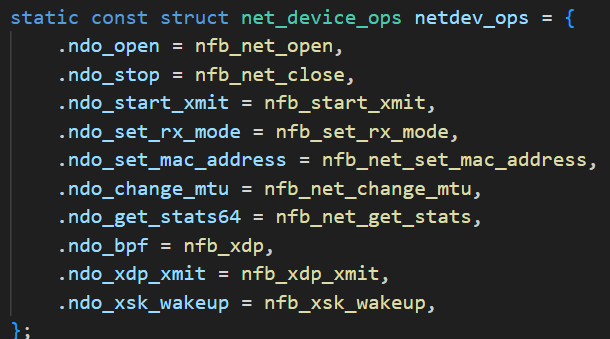 static const struct net_device_ops netdev_ops = {
    .ndo_open = nfb_net_open,
    .ndo_stop = nfb_net_close,
    .ndo_start_xmit = nfb_start_xmit,
    .ndo_set_rx_mode = nfb_set_rx_mode,
    .ndo_set_mac_address = nfb_net_set_mac_address,
    .ndo_change_mtu = nfb_net_change_mtu,
    .ndo_get_stats64 = nfb_net_get_stats,
    .ndo_bpf = nfb_xdp,
    .ndo_xdp_xmit = nfb_xdp_xmit,
    .ndo_xsk_wakeup = nfb_xsk_wakeup,
};